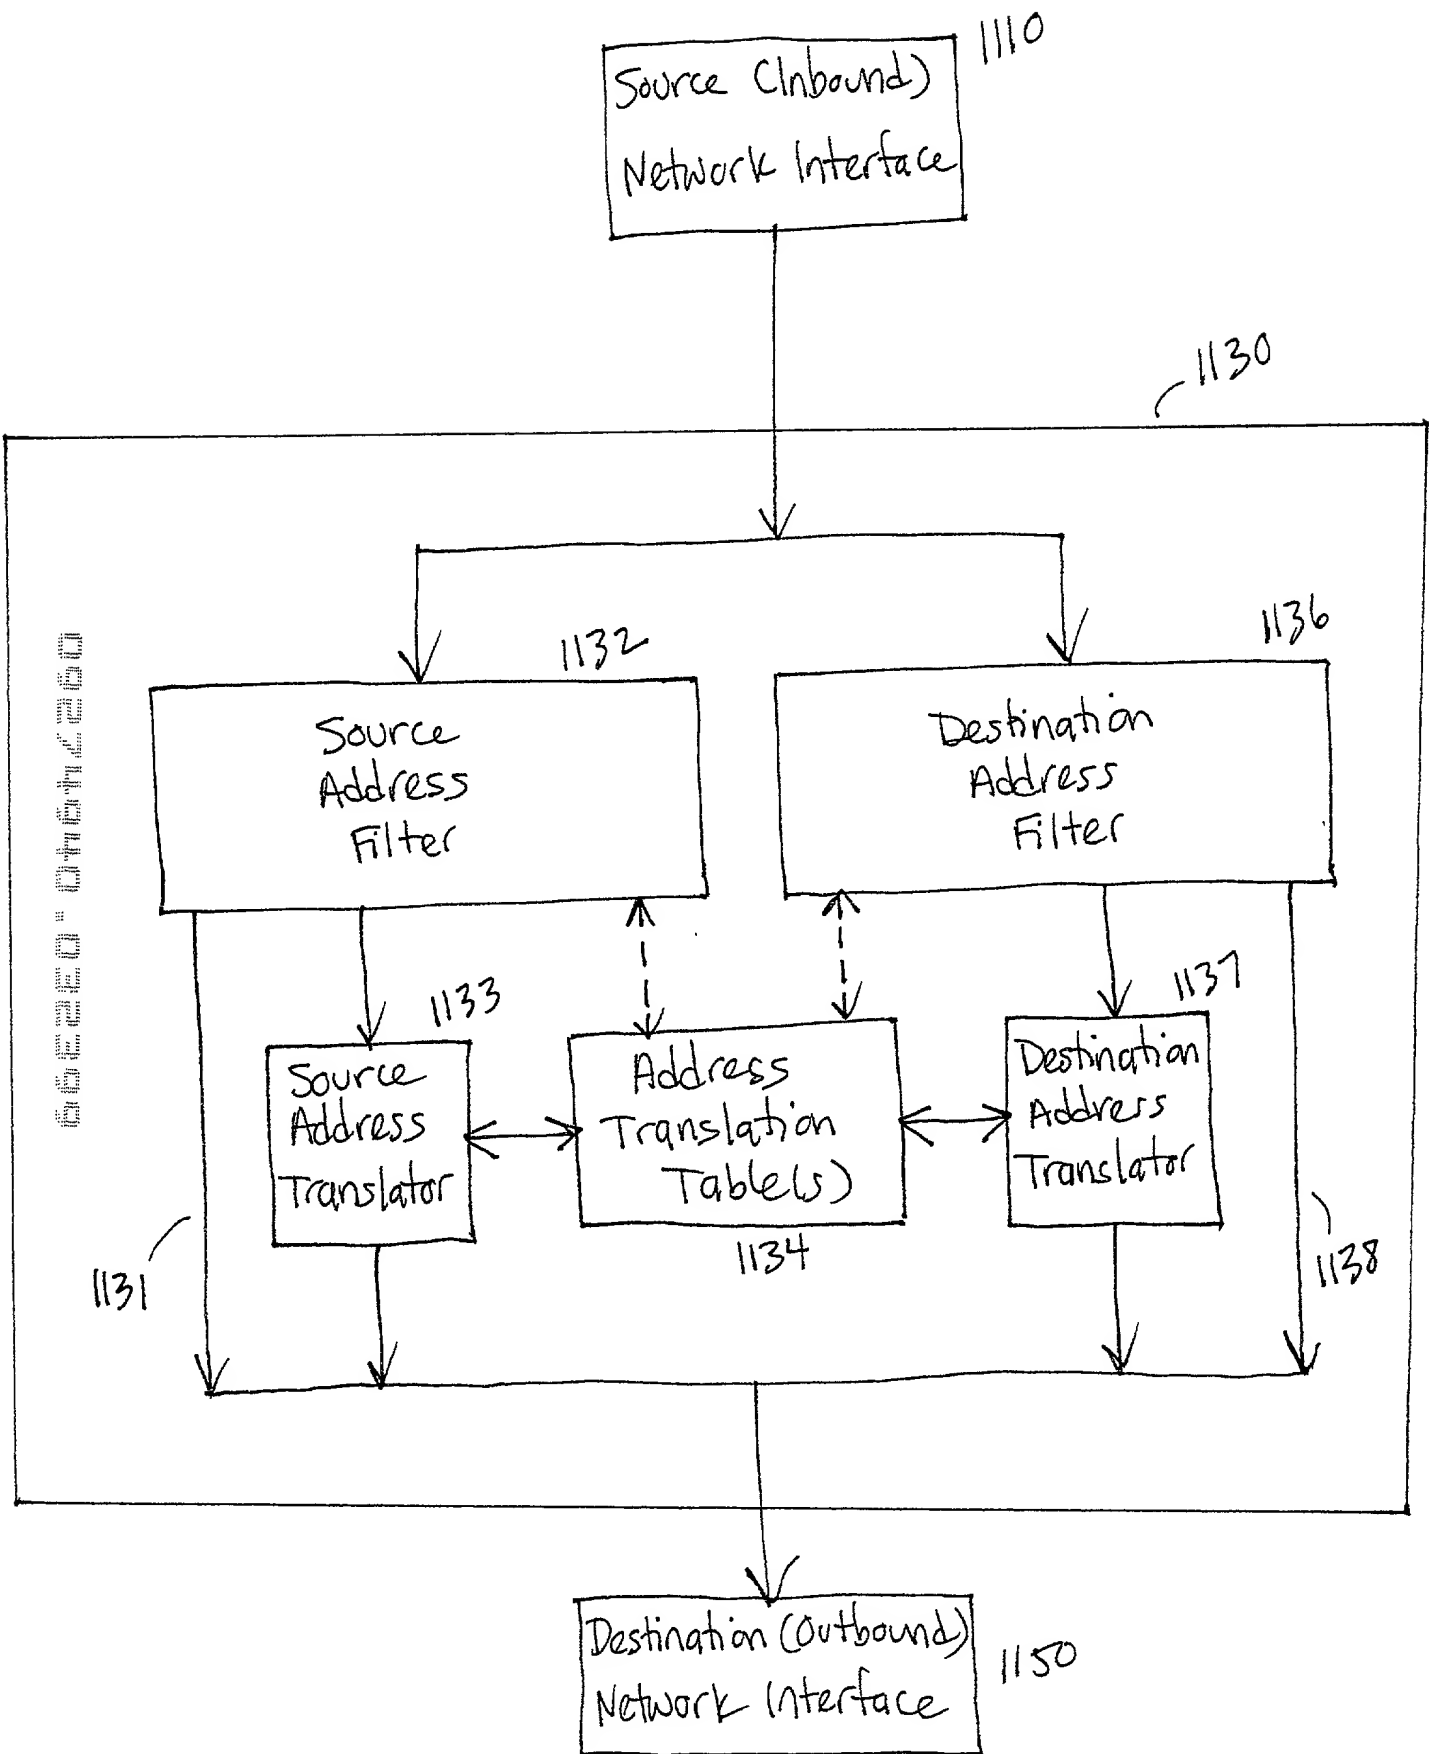 1110
Source (Inbound)
Network Interface
1130
1132
1136
Source
Address
Filter
Destination
Address
Filter
1133
1137
Source
Address
Translator
Address
Translation
Table(s)
Destination
Address
Translator
1134
1131
1138
Destination (Outbound)
Network Interface
1150